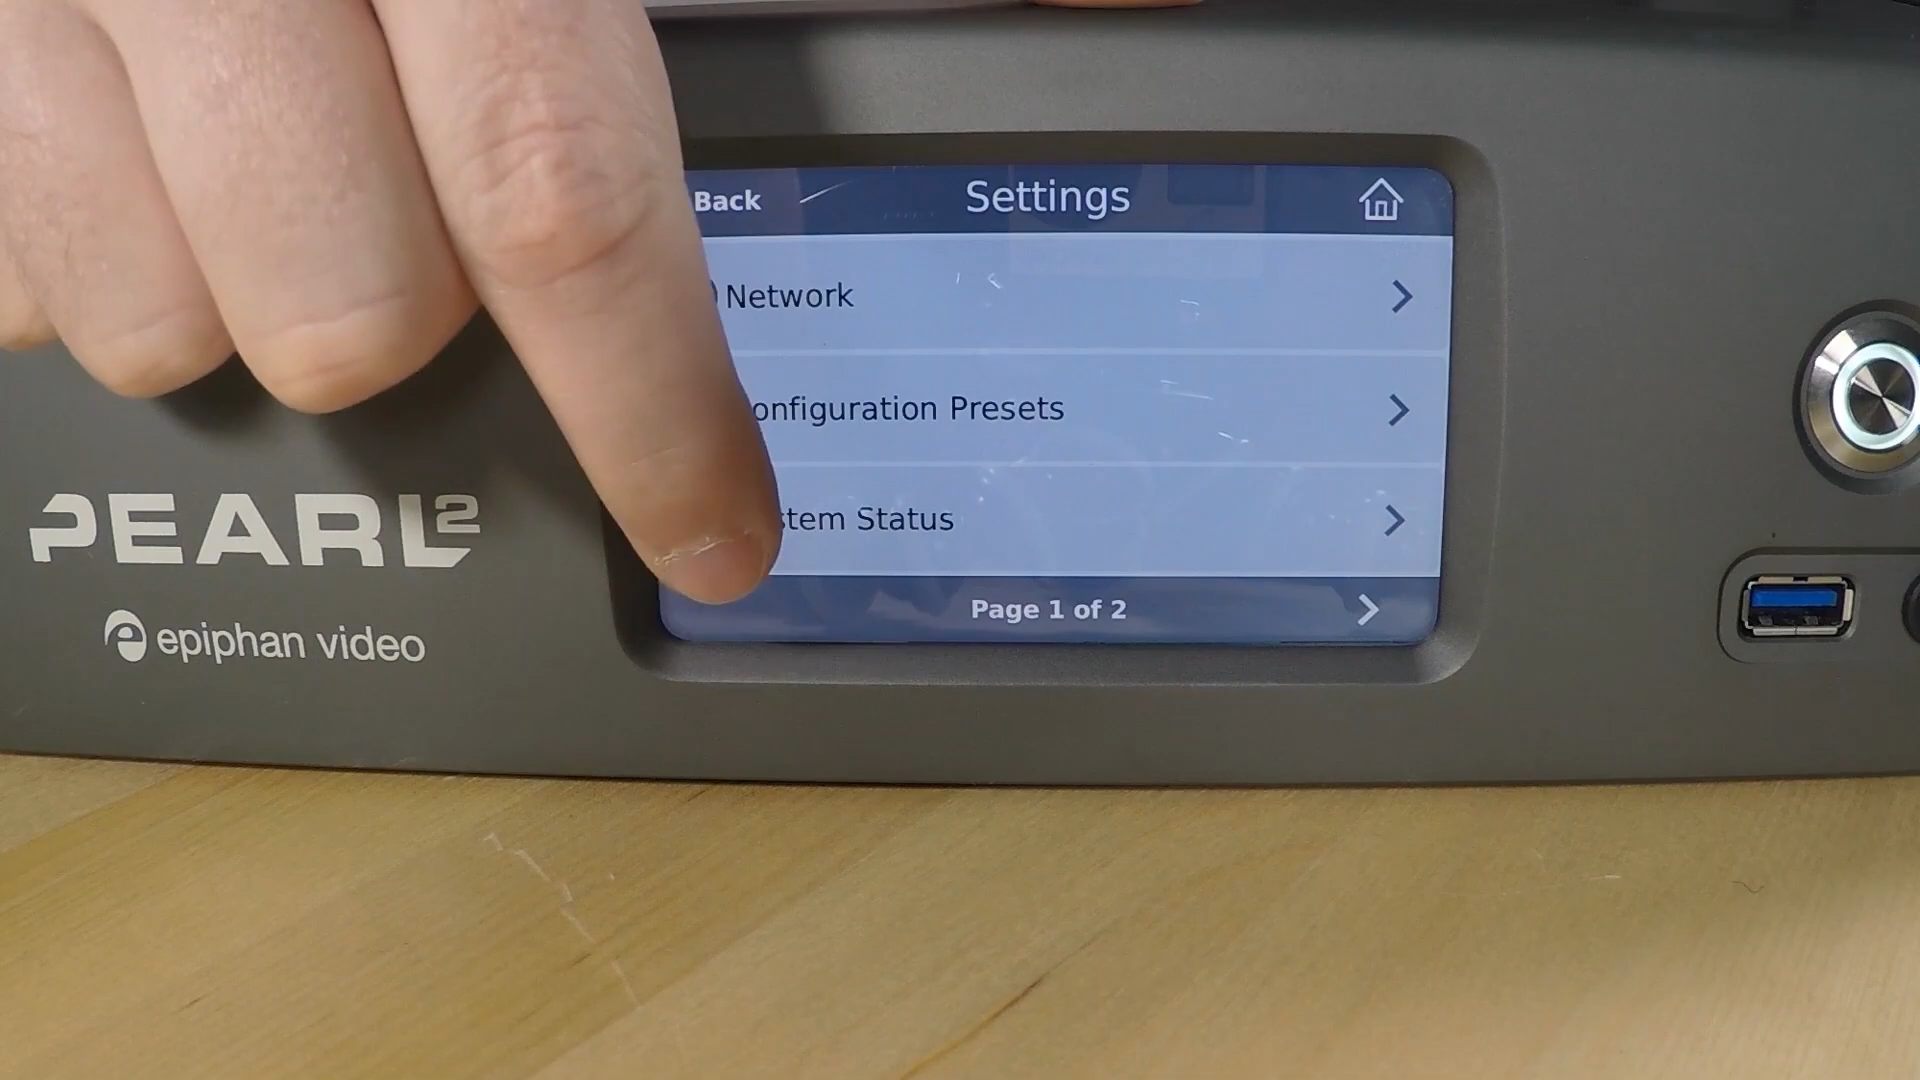 Back
Settings
Network
onfiguration Presets
stem Status
Page 1 of 2
PEARL2
epiphan video